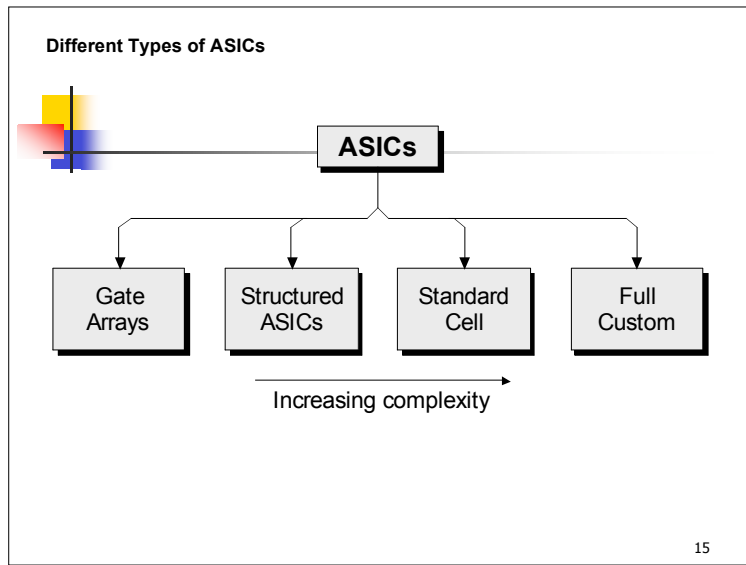 Different Types of ASICs
ASICs
Gate
Arrays
Structured
ASICs
Standard
Cell
Full
Custom
Increasing complexity
15